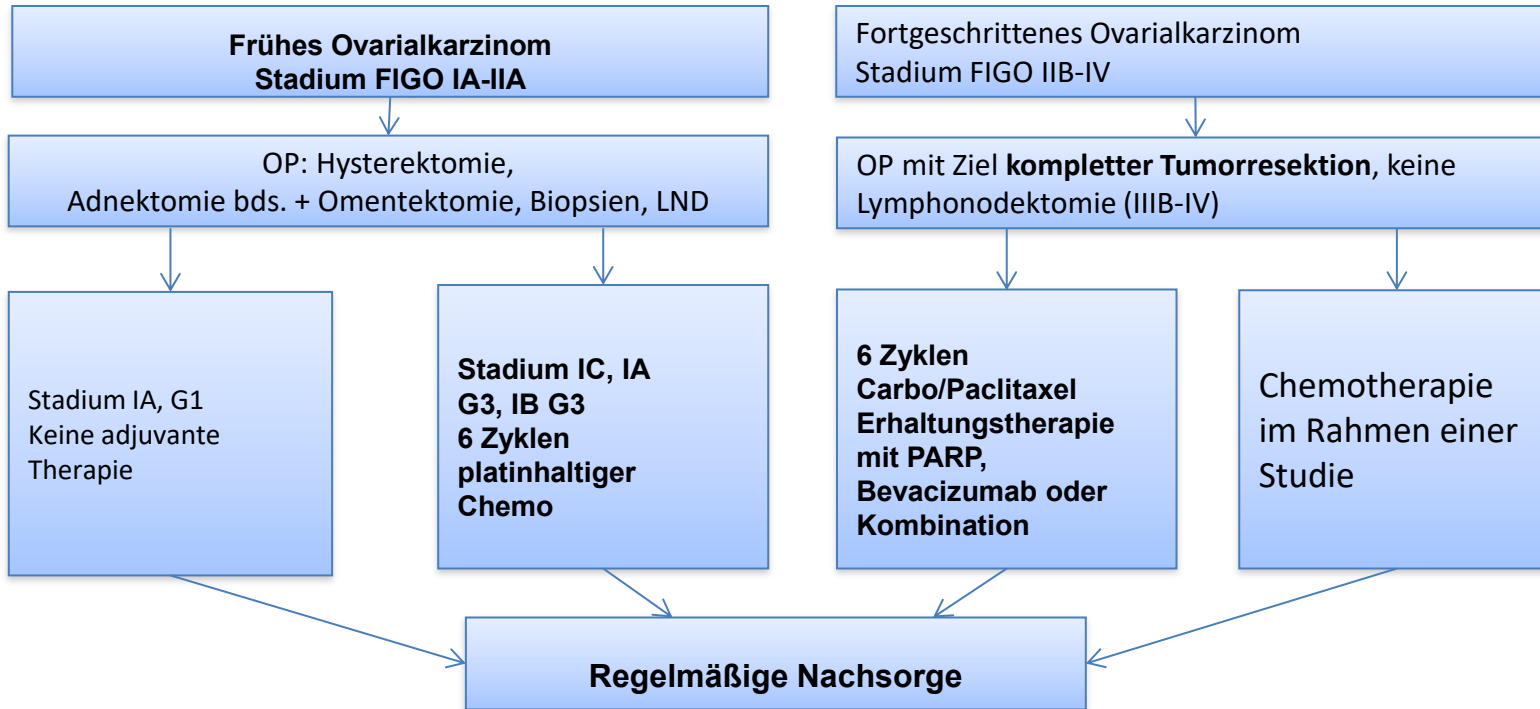 Frühes Ovarialkarzinom
Stadium FIGO IA-IIA
Fortgeschrittenes Ovarialkarzinom
Stadium FIGO IIB-IV
OP: Hysterektomie,
Adnektomie bds. + Omentektomie, Biopsien, LND
OP mit Ziel kompletter Tumorresektion, keine
Lymphonodektomie (IIIB-IV)
Stadium IA, G1
Keine adjuvante
Therapie
Stadium IC, IA
G3, IB G3
6 Zyklen
platinhaltiger
Chemo
6 Zyklen
Carbo/Paclitaxel
Erhaltungstherapie
mit PARP,
Bevacizumab oder
Kombination
Chemotherapie
im Rahmen einer
Studie
Regelmäßige Nachsorge